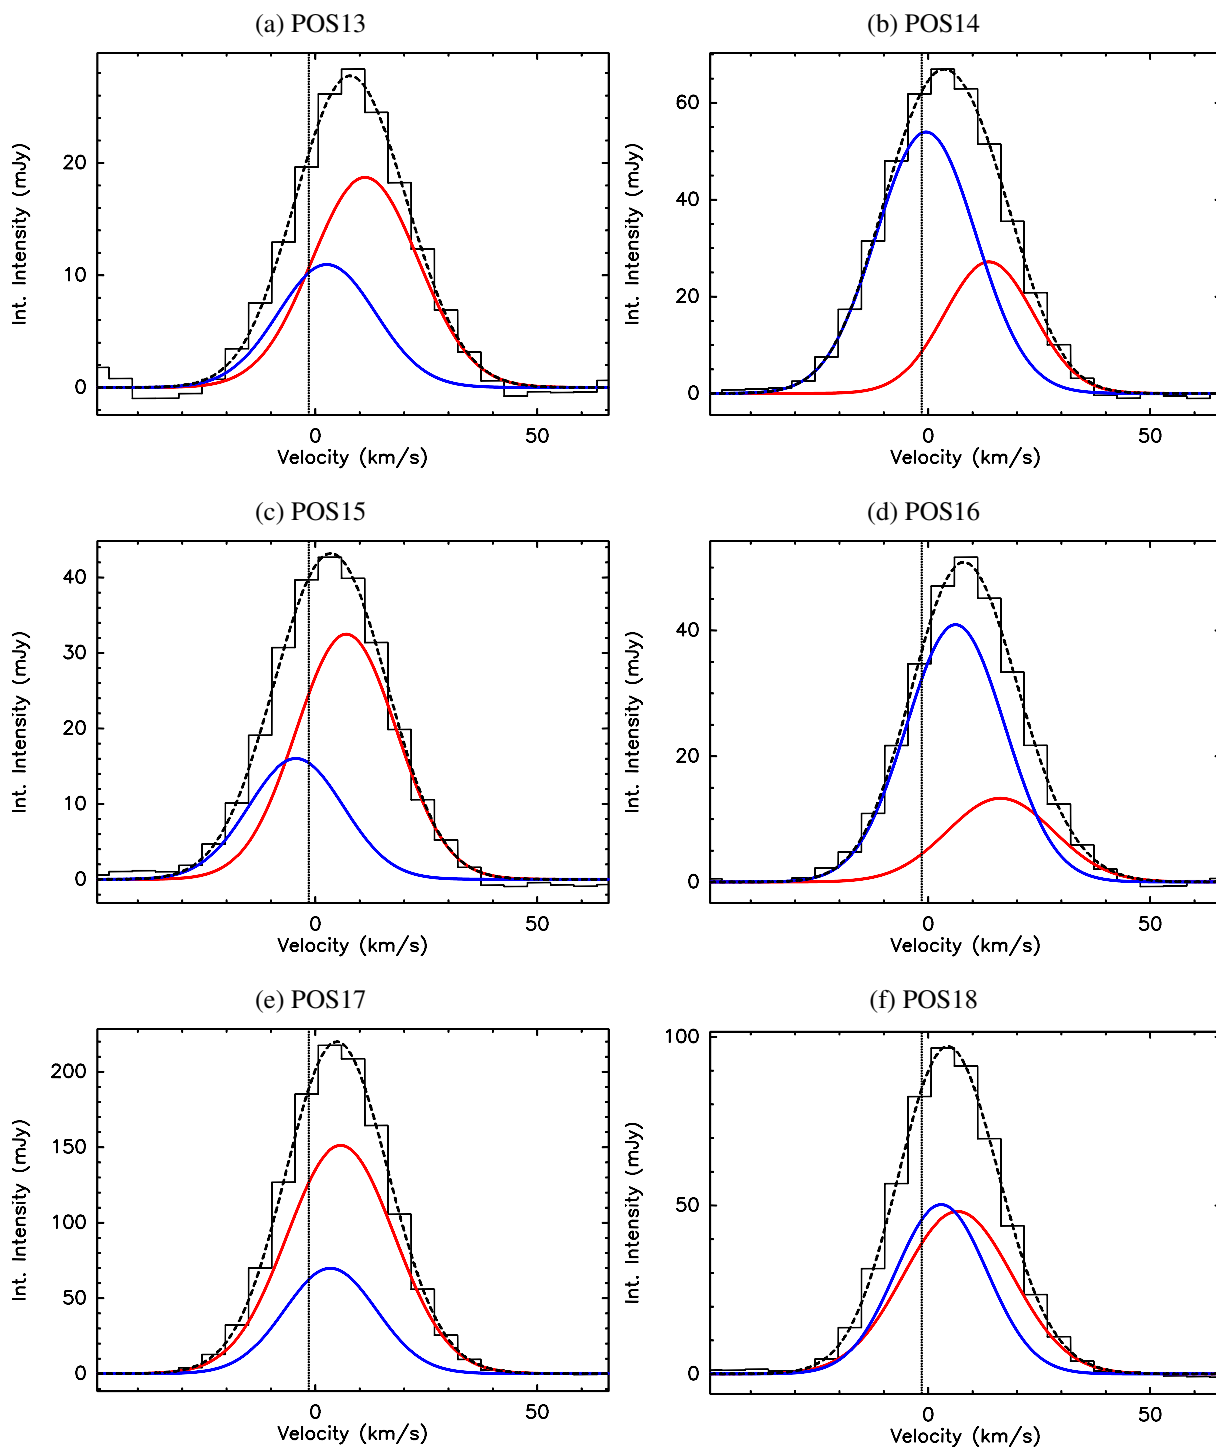 (a) POS13
(b) POS14
20
10
0
Int. Intensity (mJy)
0
50
Velocity (km/s)
60
40
20
0
Int. Intensity (mJy)
0
50
Velocity (km/s)
(c) POS15
(d) POS16
40
30
20
10
0
Int. Intensity (mJy)
0
50
Velocity (km/s)
40
20
0
Int. Intensity (mJy)
0
50
Velocity (km/s)
(e) POS17
(f) POS18
200
150
100
50
0
Int. Intensity (mJy)
0
50
Velocity (km/s)
100
50
0
Int. Intensity (mJy)
0
50
Velocity (km/s)